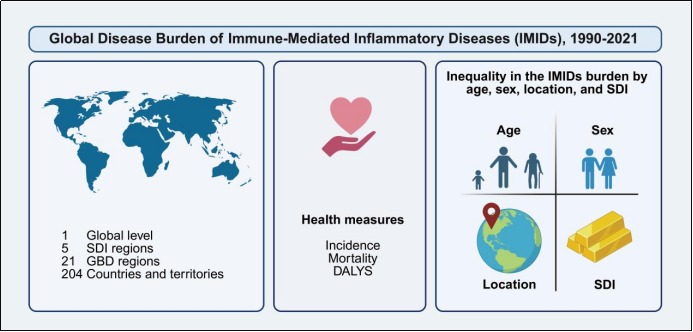 Global Disease Burden of Immune-Mediated Inflammatory Diseases (IMIDs), 1990-2021
1 Global level
5 SDI regions
21 GBD regions
204 Countries and territories
Health measures
Incidence
Mortality
DALYS
Inequality in the IMIDs burden by
age, sex, location, and SDI
Age
Sex
Location
SDI